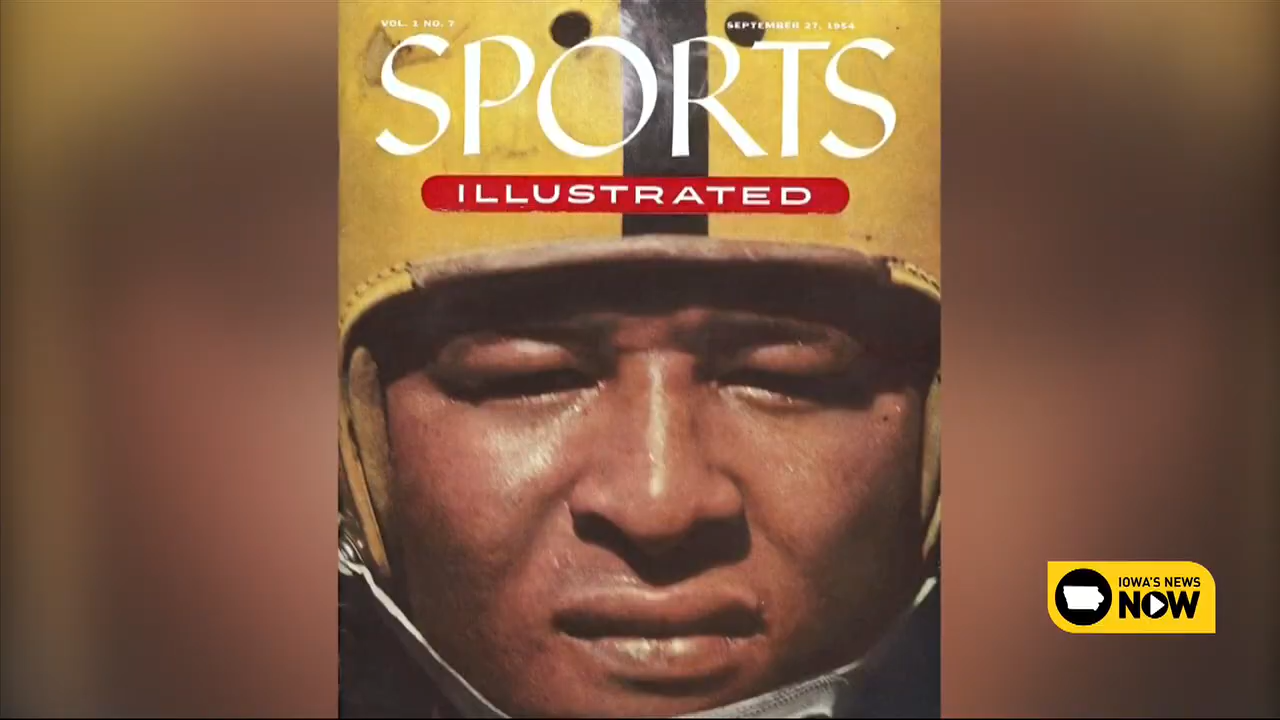 VOL. 1 NO. 7
SEPTEMBER 27, 1954
SPORTS
ILLUSTRATED
IOWA'S NEWS
NOW